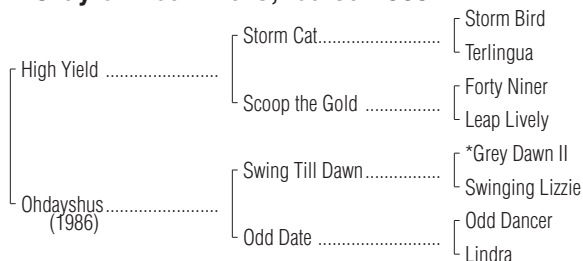 Storm Bird
Storm Cat..............................
Terlingua
High Yield ...........................
Forty Niner
Scoop the Gold ..................
Leap Lively
*Grey Dawn II
Swing Till Dawn..................
Swinging Lizzie
Ohdayshus...........................
(1986)
Odd Dancer
Odd Date .............................
Lindra